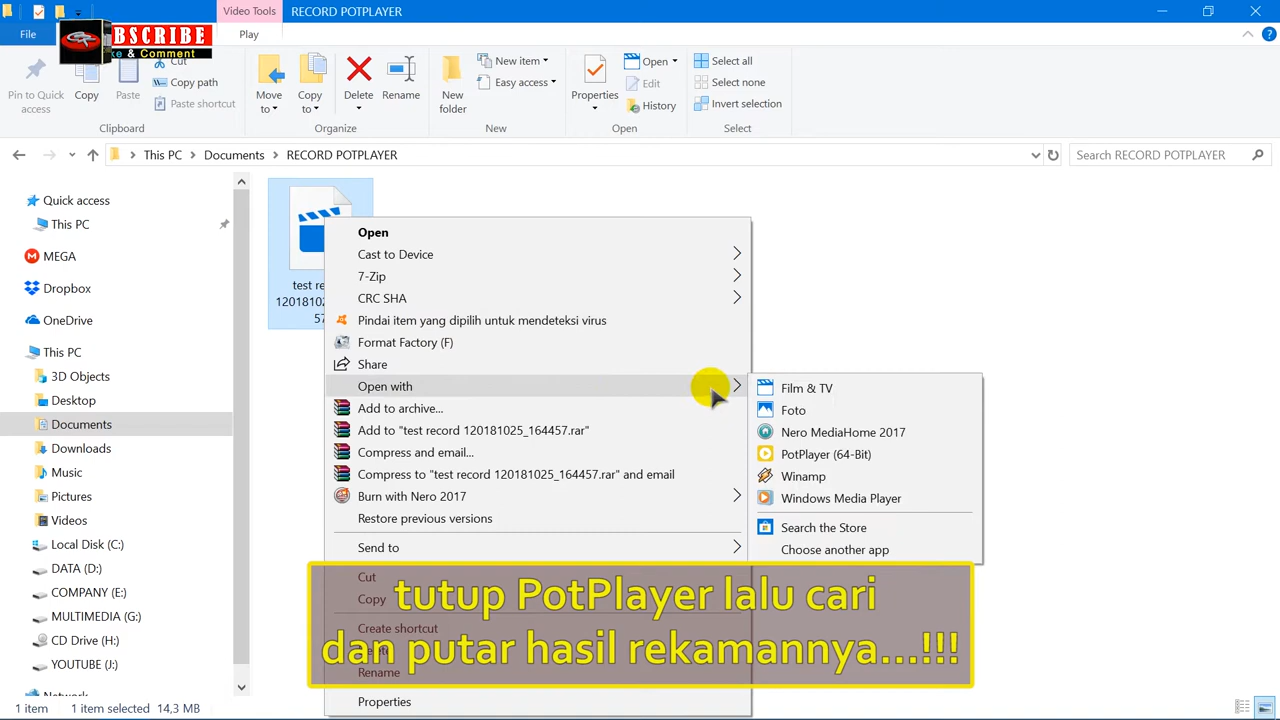 Video Tools
RECORD POTPLAYER
File
Play
BSCRIBE
ke & Comment
Pin to Quick
access
Copy
Paste
Cut
Copy path
Paste shortcut
Clipboard
Move
to
Copy
to
Delete
Rename
Organize
New
folder
New item
Easy access
New
Properties
Open
Edit
History
Open
Select all
Select none
Invert selection
Select
This PC
Documents
RECORD POTPLAYER
Search RECORD POTPLAYER
Quick access
This PC
MEGA
Dropbox
OneDrive
This PC
3D Objects
Desktop
Documents
Downloads
Music
Pictures
Videos
Local Disk (C:)
DATA (D:)
COMPANY (E:)
MULTIMEDIA (G:)
CD Drive (H:)
YOUTUBE (J:)
Network
test re
12018102
57
Open
Cast to Device
7-Zip
CRC SHA
Pindai item yang dipilih untuk mendeteksi virus
Format Factory (F)
Share
Open with
Add to archive...
Add to "test record 120181025_164457.rar"
Compress and email...
Compress to "test record 120181025_164457.rar" and email
Burn with Nero 2017
Restore previous versions
Send to
Cut
Copy
Create shortcut
Delete
Rename
Properties
Film & TV
Foto
Nero MediaHome 2017
PotPlayer (64-Bit)
Winamp
Windows Media Player
Search the Store
Choose another app
tutup PotPlayer lalu cari
dan putar hasil rekamannya...!!!
1 item
1 item selected
14,3 MB